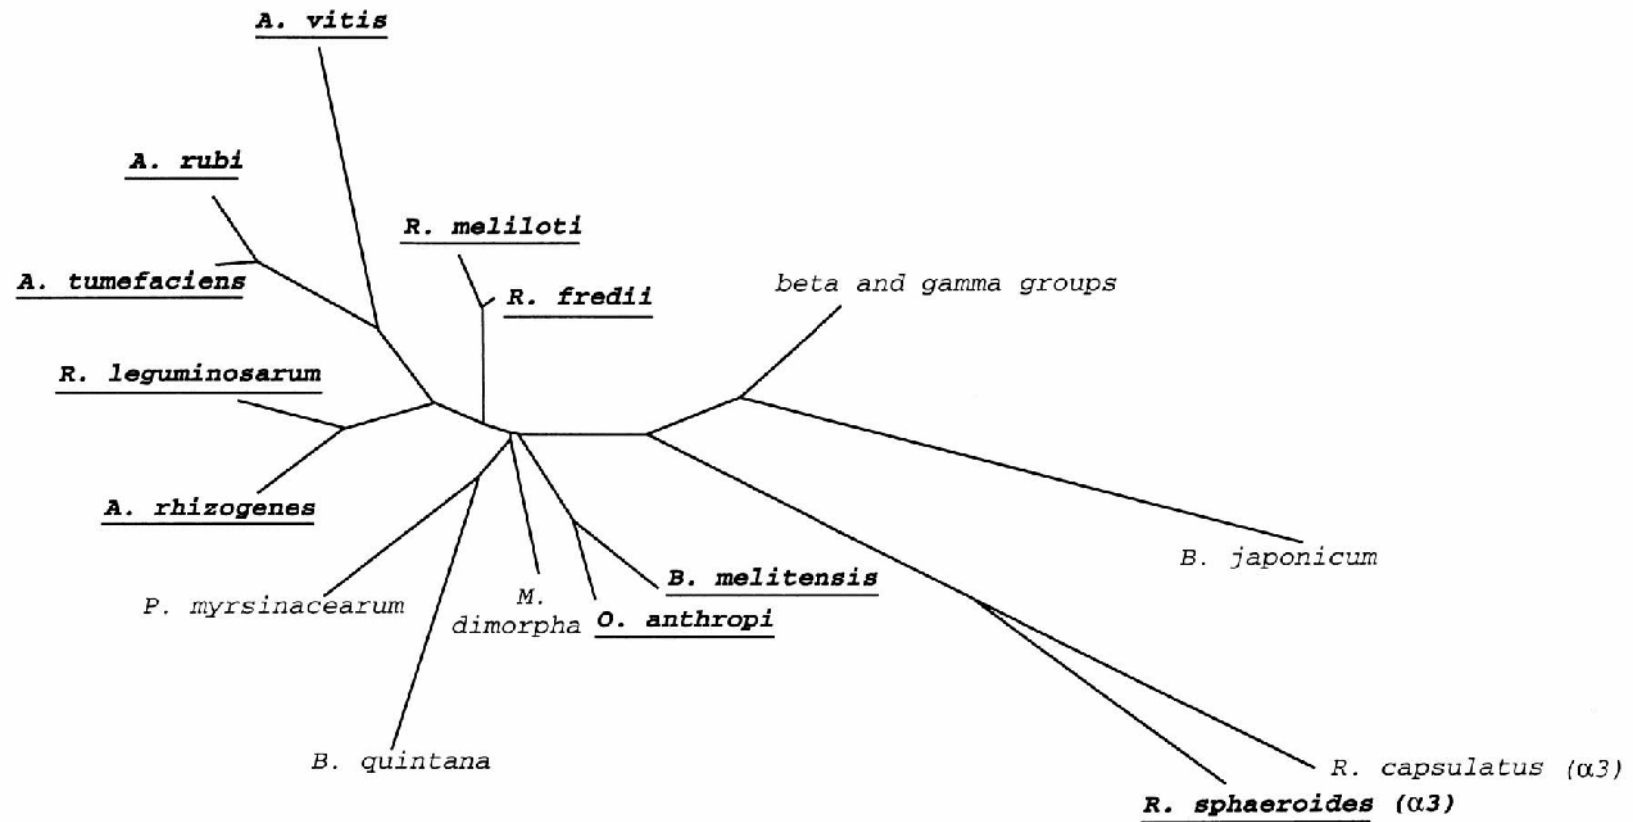 A. vitis
A. rubi
R. meliloti
A. tumefaciens
R. fredii
beta and gamma groups
R. leguminosarum
A. rhizogenes
B. japonicum
P. myrsinacearum
M.
dimorpha
B. melitensis
O. anthropi
B. quintana
R. capsulatus (α3)
R. sphaeroides (α3)